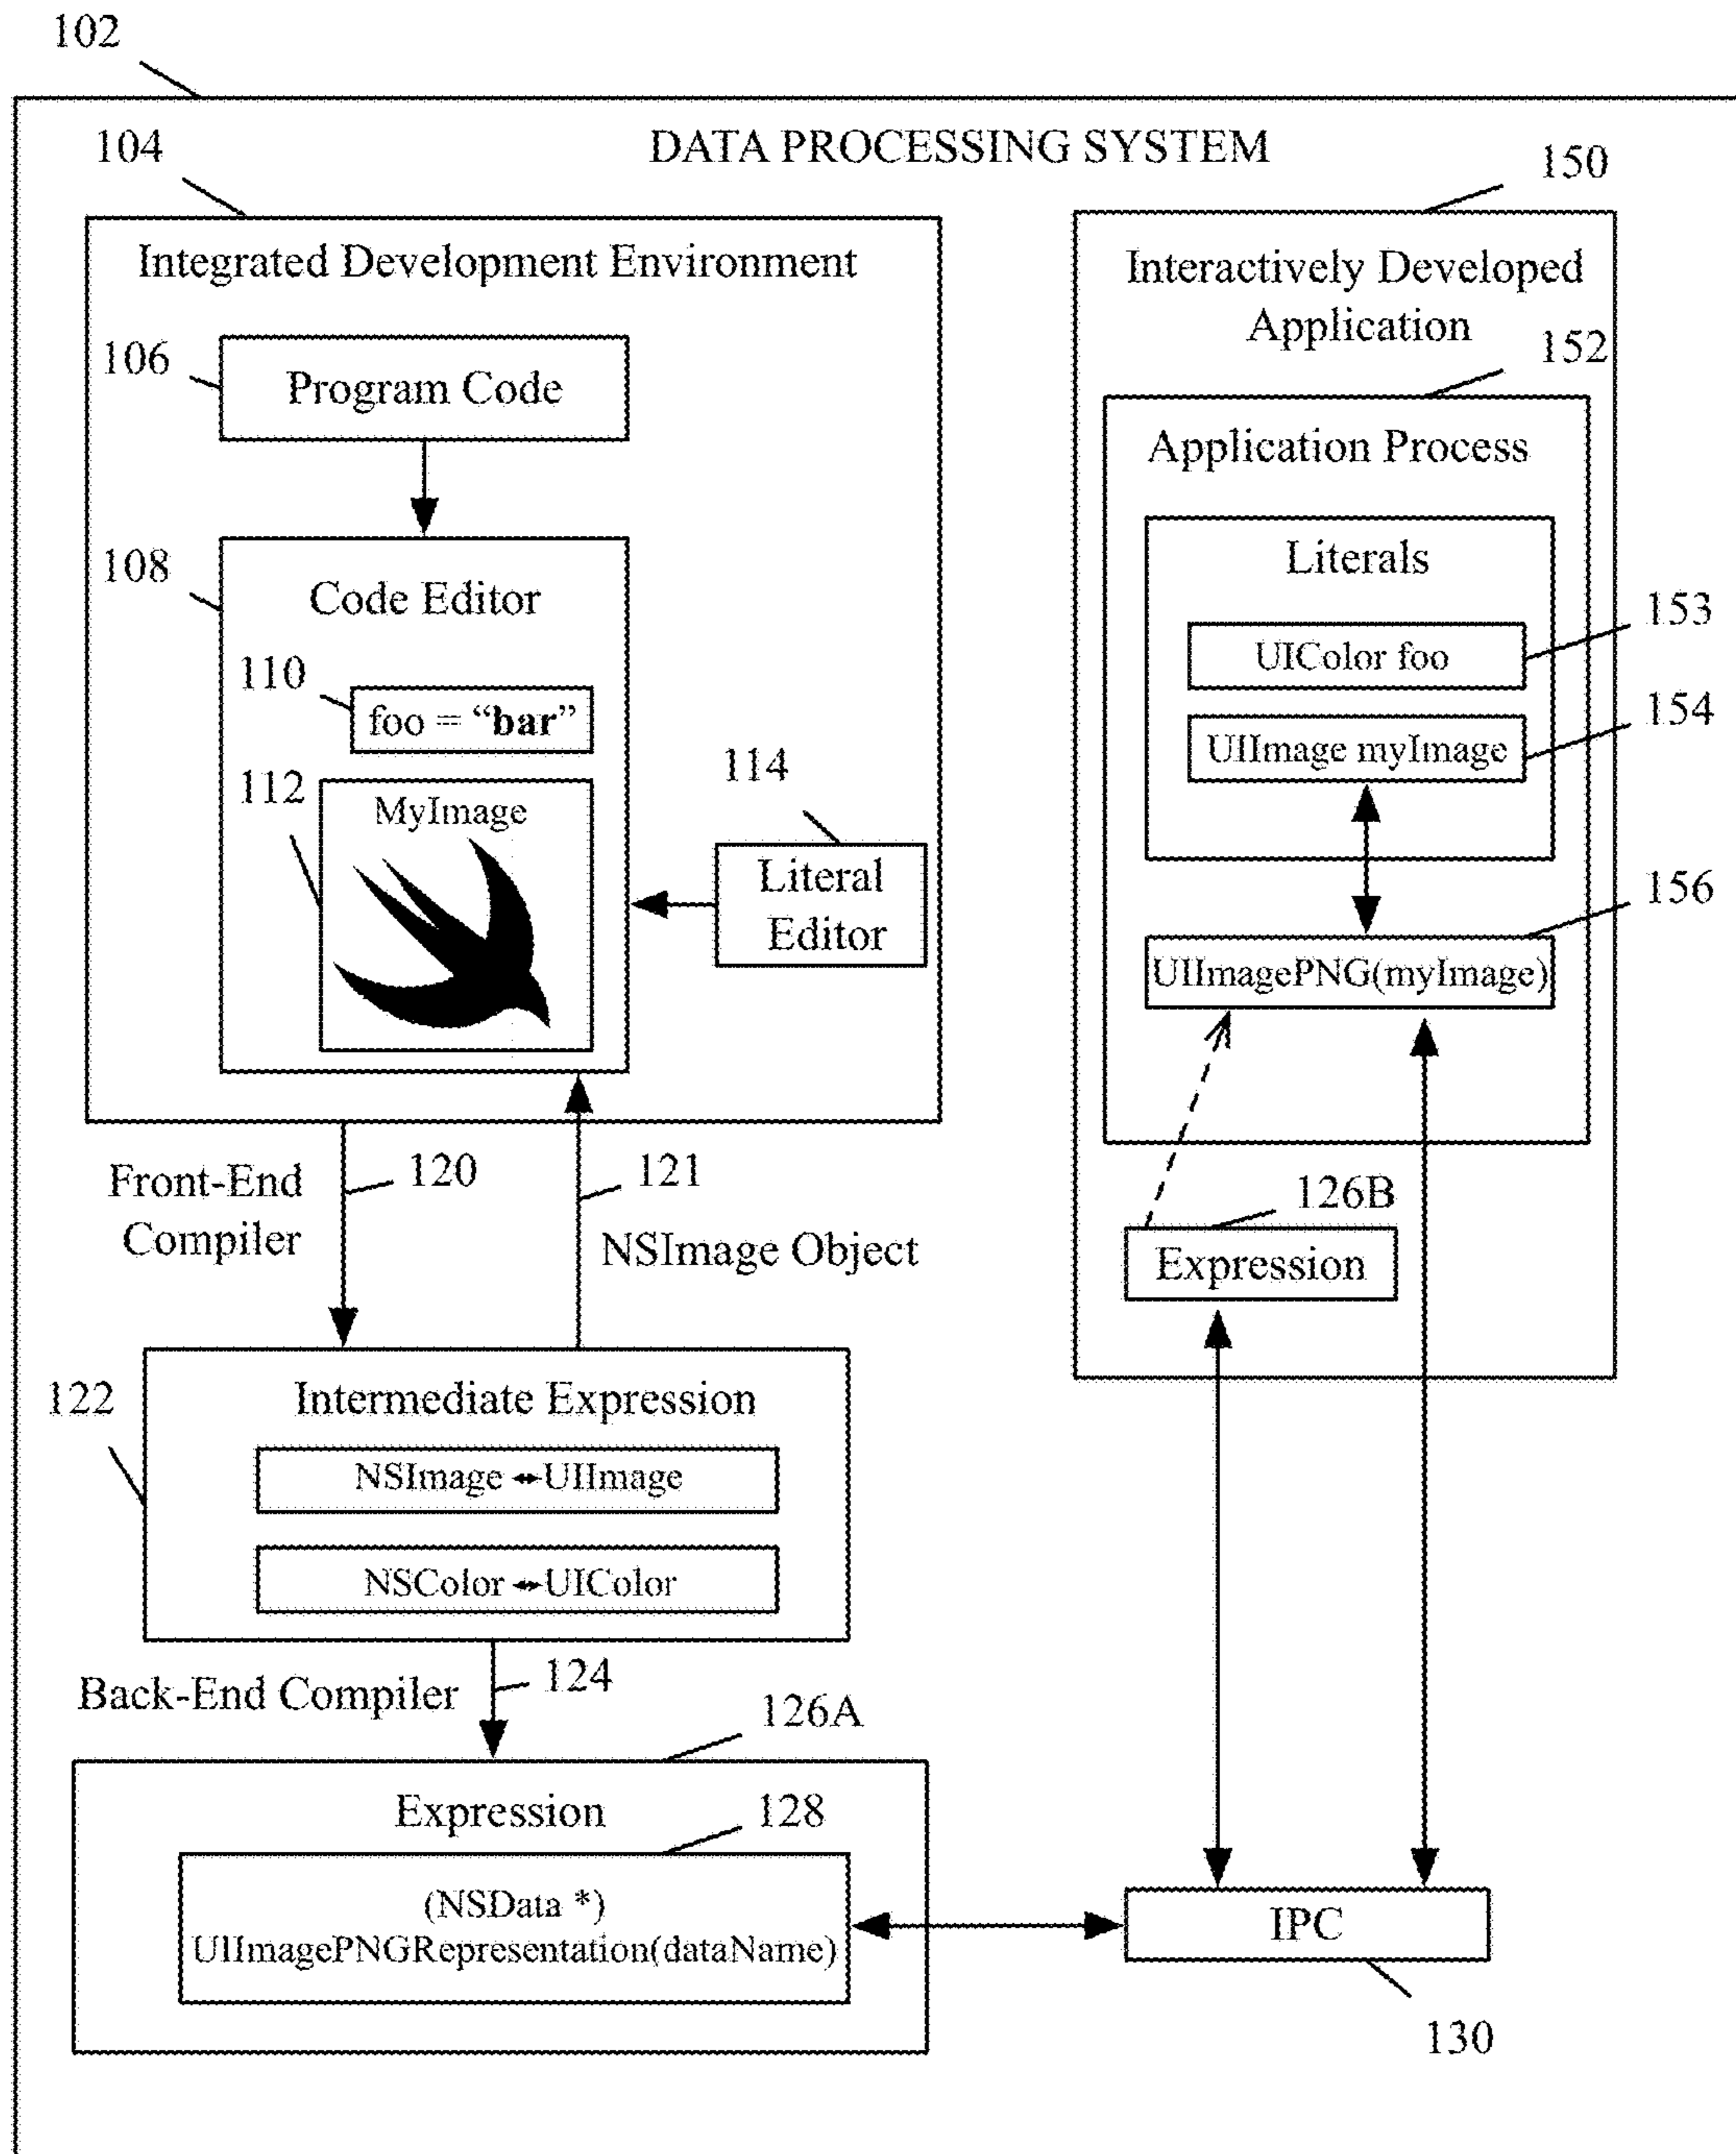 102
DATA PROCESSING SYSTEM
104
Integrated Development Environment
106
Program Code
108
Code Editor
110
foo = “bar”
112
MyImage
114
Literal
Editor
150
Interactively Developed
Application
152
Application Process
Literals
153
UIColor foo
154
UIImage myImage
156
UIImagePNG(myImage)
126B
Expression
Front-End
Compiler
120
121
NSImage Object
122
Intermediate Expression
NSImage ↔ UIImage
NSColor ↔ UIColor
Back-End Compiler
124
126A
Expression
128
(NSData *)
UIImagePNGRepresentation(dataName)
IPC
130